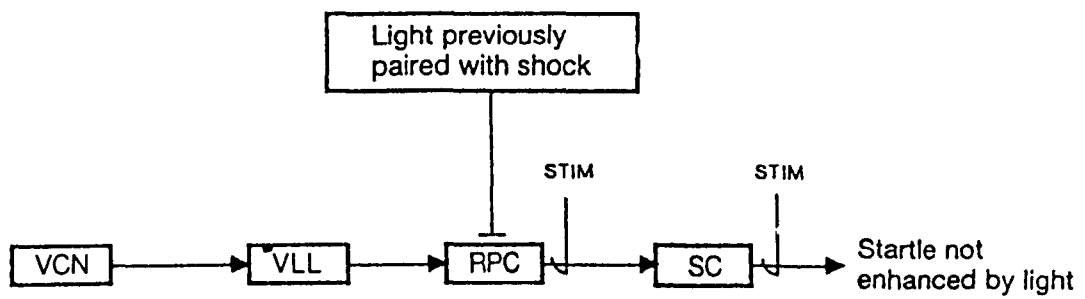 Light previously
paired with shock
STIM
STIM
VCN
VLL
RPC
SC
Startle not
enhanced by light